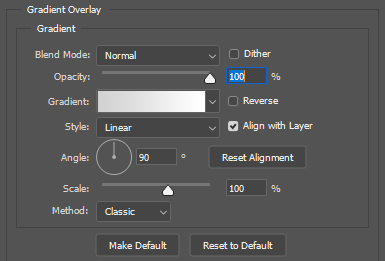 Gradient Overlay
Gradient
Blend Mode: Normal Dither
Opacity: 100 %
Gradient: Reverse
Style: Linear Align with Layer
Angle: 90 ° Reset Alignment
Scale: 100 %
Method: Classic
Make Default Reset to Default